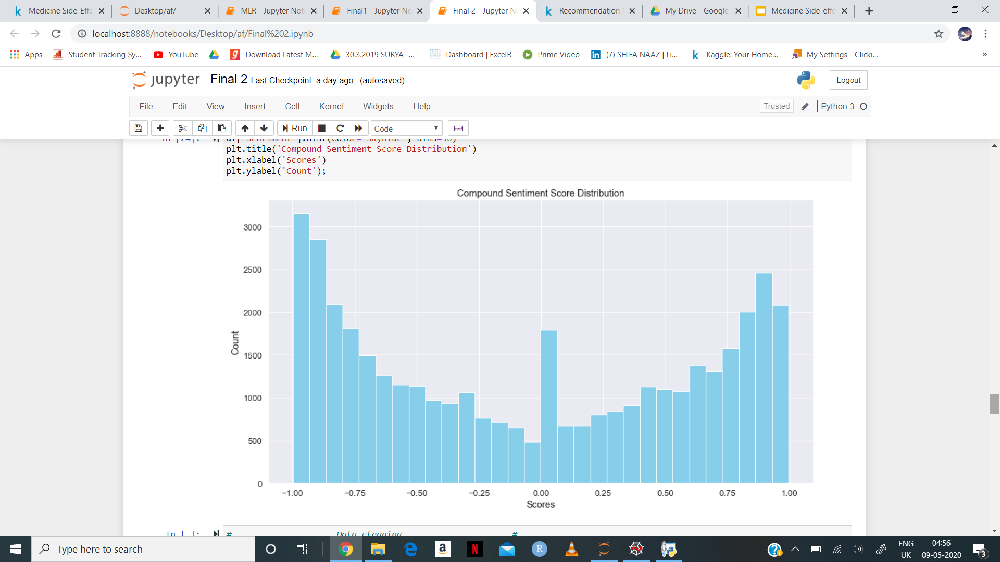 Medicine Side-Effe
Desktop/af/
MLR - Jupyter Not
Final1 - Jupyter No
Final 2 - Jupyter N
Recommendation
My Drive - Google
Medicine Side-effe
localhost:8888/notebooks/Desktop/af/Final%202.ipynb
Apps
Student Tracking Sy...
YouTube
Download Latest M...
30.3.2019 SURYA -...
Dashboard | ExcelR
Prime Video
(7) SHIFA NAAZ | Li...
Kaggle: Your Home...
My Settings - Clicki...
»
jupyter Final 2 Last Checkpoint: a day ago (autosaved)
Logout
File Edit View Insert Cell Kernel Widgets Help
Trusted
Python 3
Run
Code
In [24]:
df['sentiment'].hist(color='skyblue', bins=30)
plt.title('Compound Sentiment Score Distribution')
plt.xlabel('Scores')
plt.ylabel('Count');
Compound Sentiment Score Distribution
3000
2500
2000
1500
1000
500
0
Count
−1.00 −0.75 −0.50 −0.25 0.00 0.25 0.50 0.75 1.00
Scores
In [ ]:
#---------------------Data cleaning----------------------#
Type here to search
ENG
UK
04:56
09-05-2020
3